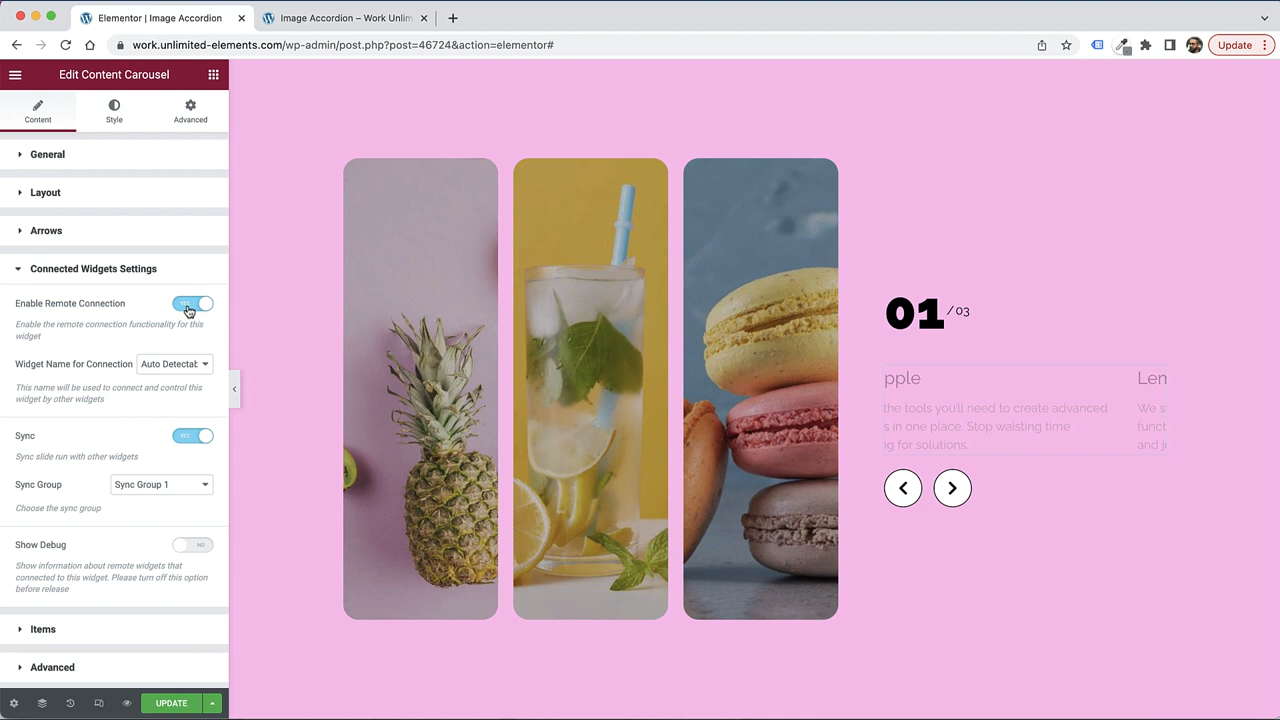 Elementor | Image Accordion
Image Accordion – Work Unlim
work.unlimited-elements.com/wp-admin/post.php?post=46724&action=elementor#
Update
Edit Content Carousel
Content
Style
Advanced
General
Layout
Arrows
Connected Widgets Settings
Enable Remote Connection
YES
Enable the remote connection functionality for this
widget
Widget Name for Connection
Auto Detectab
This name will be used to connect and control this
widget by other widgets
Sync
YES
Sync slide run with other widgets
Sync Group
Sync Group 1
Choose the sync group
Show Debug
NO
Show information about remote widgets that
connected to this widget. Please turn off this option
before release
Items
Advanced
UPDATE
01 / 03
pple
the tools you'll need to create advanced
s in one place. Stop waisting time
ng for solutions.
Len
We s
funct
and j